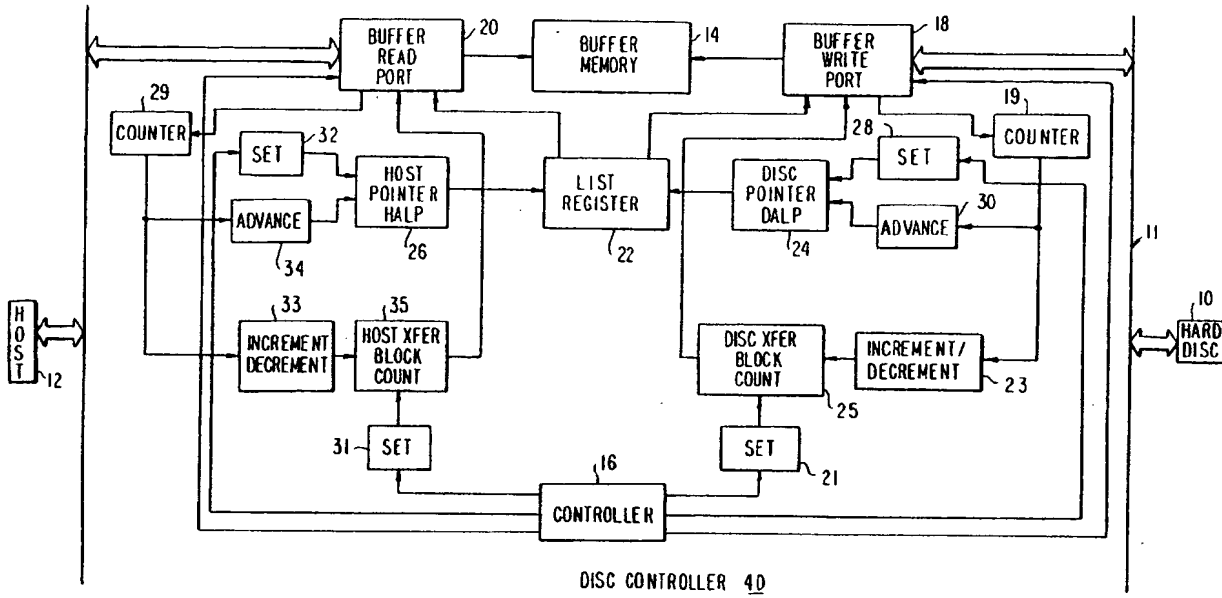 20
BUFFER
READ
PORT
14
BUFFER
MEMORY
18
BUFFER
WRITE
PORT
29
COUNTER
32
SET
HOST
POINTER
HALP
26
ADVANCE
34
LIST
REGISTER
22
DISC
POINTER
DALP
24
28
SET
19
COUNTER
30
ADVANCE
11
HOST
12
33
INCREMENT
DECREMENT
35
HOST XFER
BLOCK
COUNT
DISC XFER
BLOCK
COUNT
25
INCREMENT/
DECREMENT
23
10
HARD
DISC
31
SET
SET
21
16
CONTROLLER
DISC CONTROLLER 40